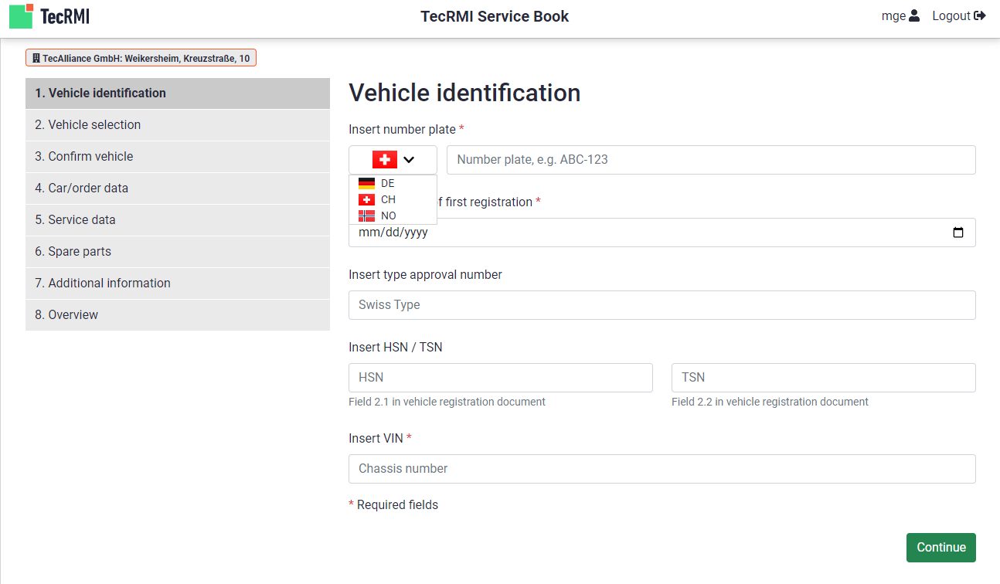 TecRMI
TecRMI Service Book
mge
Logout
TecAlliance GmbH: Weikersheim, Kreuzstraße, 10
1. Vehicle identification
2. Vehicle selection
3. Confirm vehicle
4. Car/order data
5. Service data
6. Spare parts
7. Additional information
8. Overview
Vehicle identification
Insert number plate *
Number plate, e.g. ABC-123
DE
CH
NO
f first registration *
mm/dd/yyyy
Insert type approval number
Swiss Type
Insert HSN / TSN
HSN
TSN
Field 2.1 in vehicle registration document
Field 2.2 in vehicle registration document
Insert VIN *
Chassis number
* Required fields
Continue